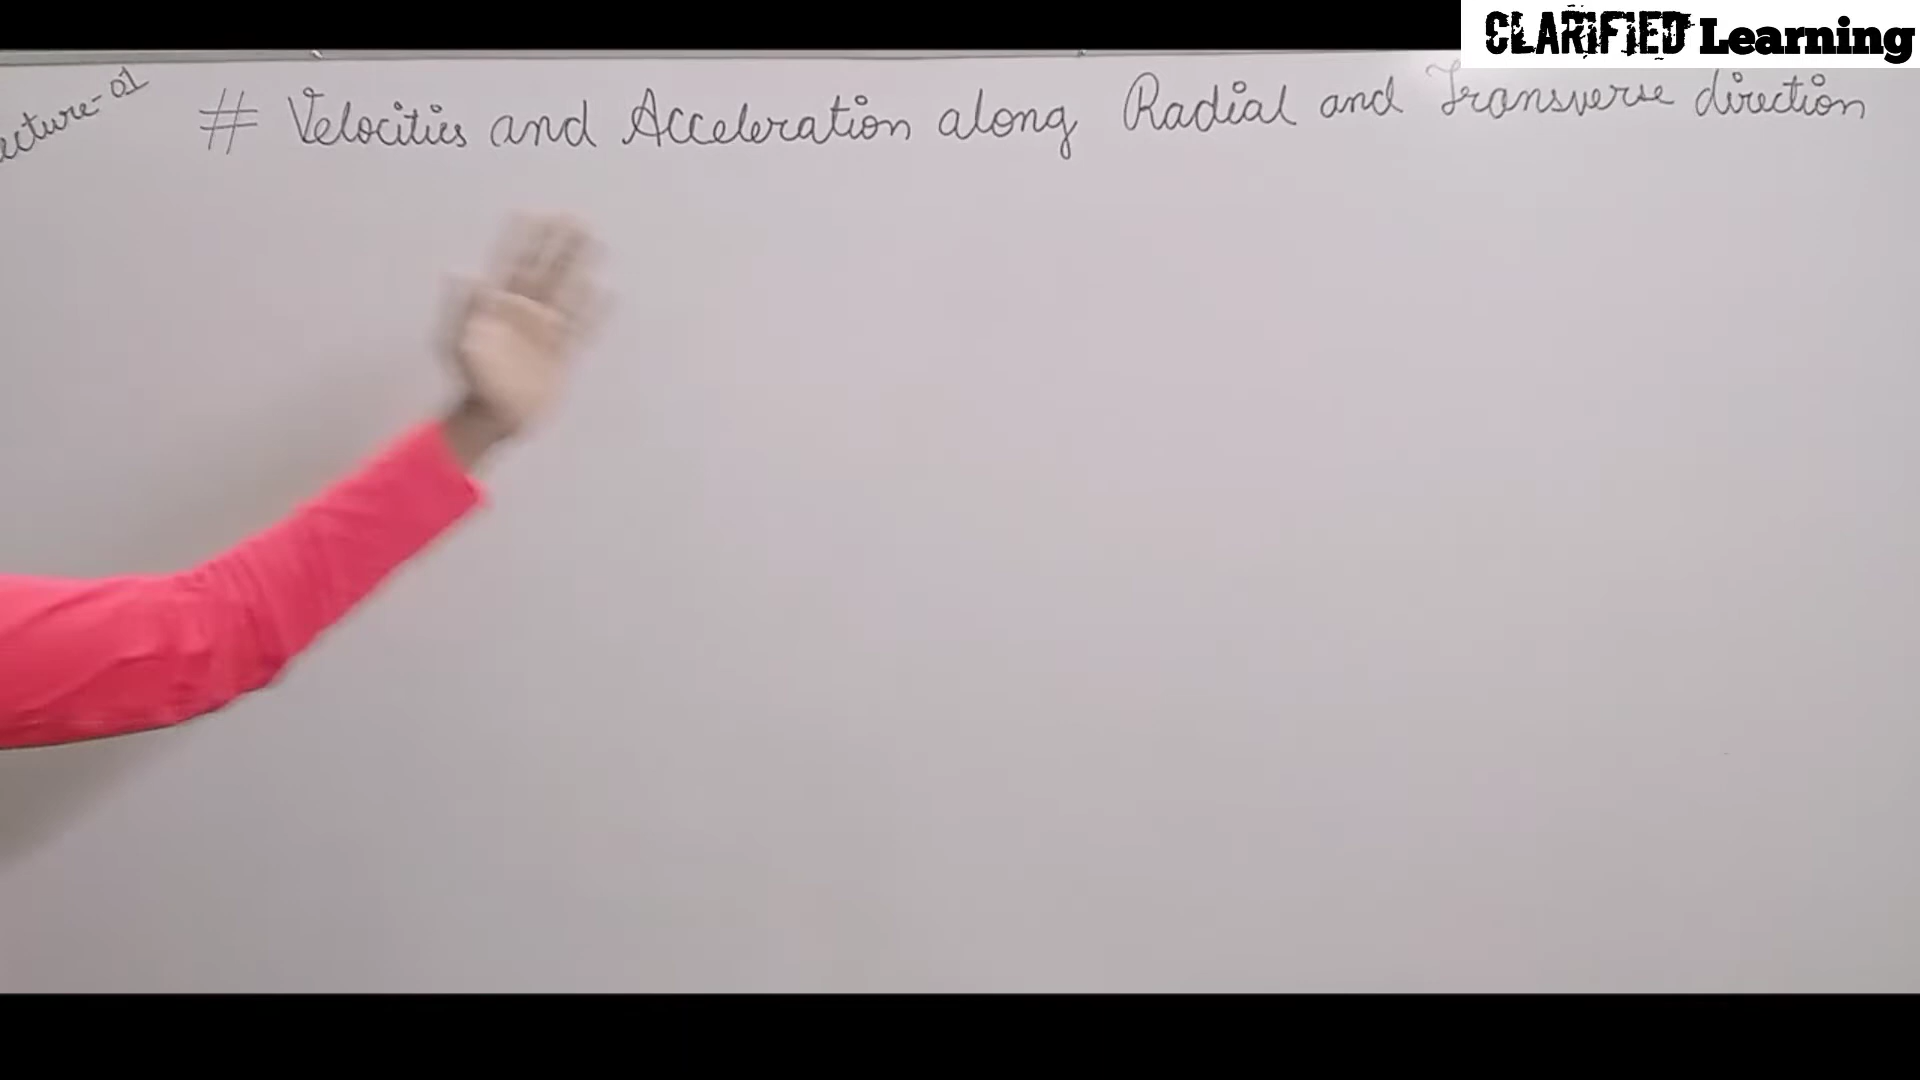 CLARIFIED Learning
ecture-01
# Velocities and Acceleration along Radial and Transverse direction